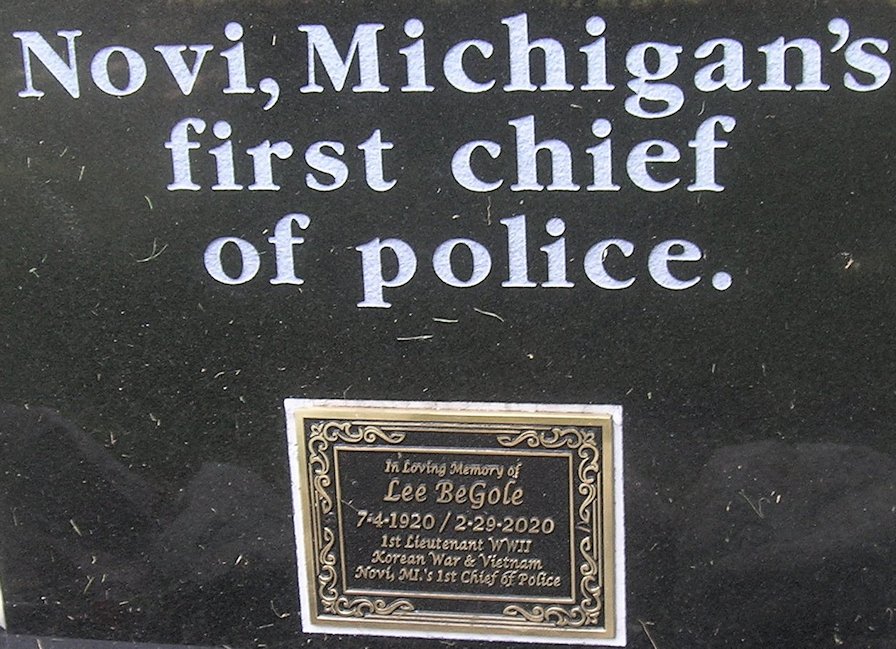 Novi, Michigan's
first chief
of police.
In Loving Memory of
Lee BeGole
7-4-1920 / 2-29-2020
1st Lieutenant WWII
Korean War & Vietnam
Novi, MI.'s 1st Chief of Police